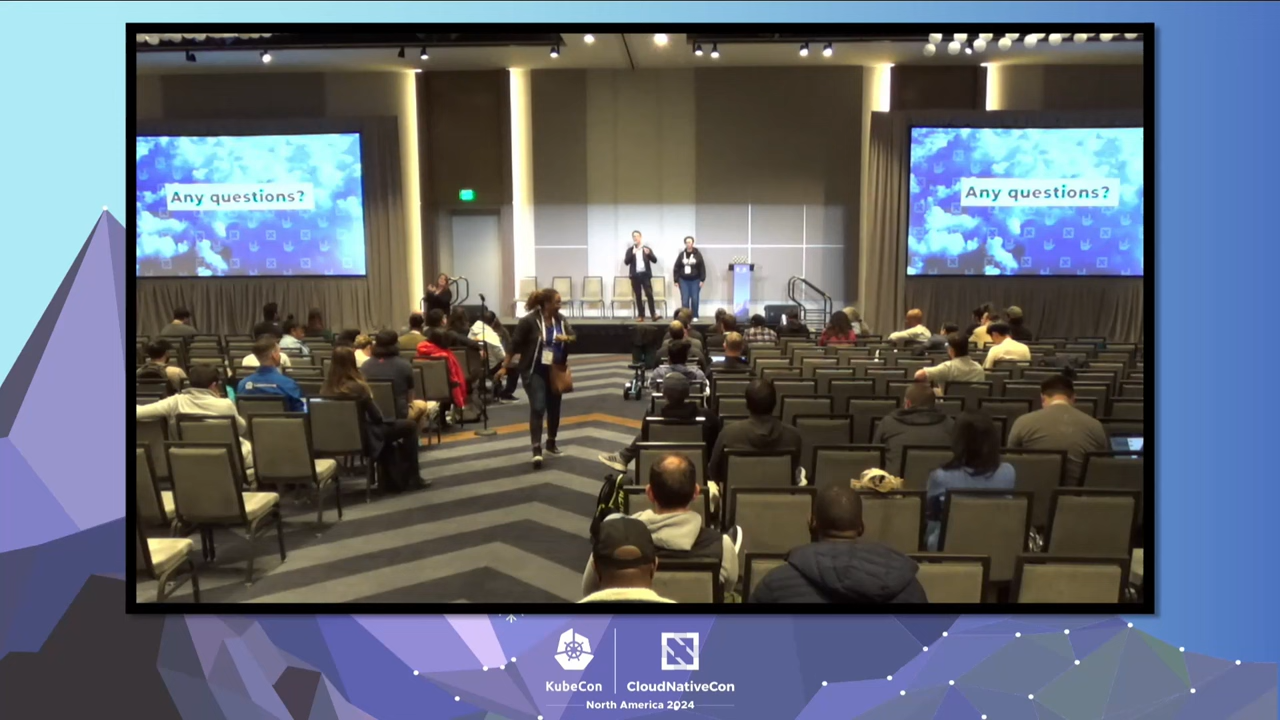 Any questions?
Any questions?
KubeCon
CloudNativeCon
North America 2024